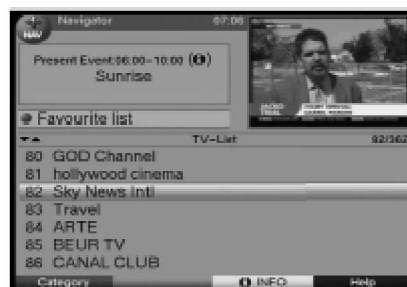 NAV
Navigator 07:06
Present Event:06:00-10:00 (i)
Sunrise
Favourite list
TV-List 82/362
80 GOD Channel
81 hollywood cinema
82 Sky News Intl
83 Travel
84 ARTE
85 BEUR TV
86 CANAL CLUB
Category INFO Help